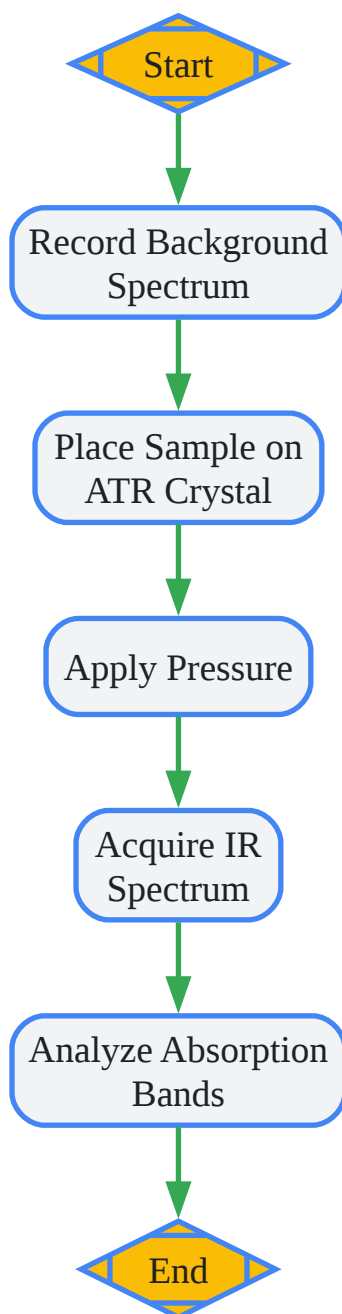 Start
Record Background
Spectrum
Place Sample on
ATR Crystal
Apply Pressure
Acquire IR
Spectrum
Analyze Absorption
Bands
End